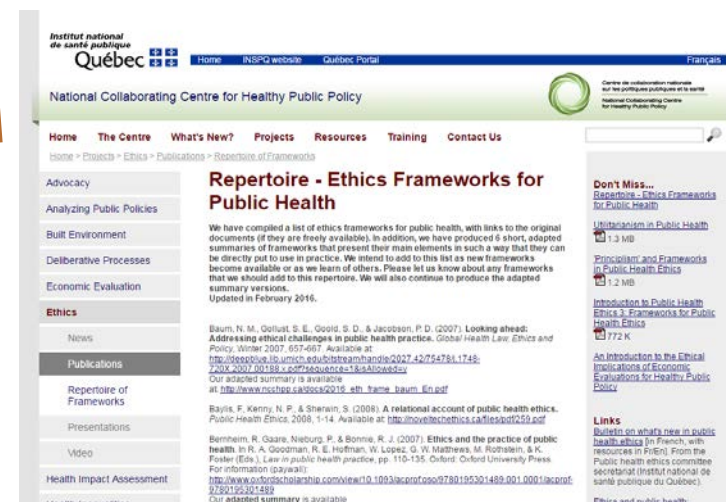 Institut national
de santé publique
Québec
Home INSPQ website Québec Portal Français
National Collaborating Centre for Healthy Public Policy
Centre de collaboration nationale
sur les politiques publiques et la santé
National Collaborating Centre
for Healthy Public Policy
Home The Centre What's New? Projects Resources Training Contact Us
Home > Projects > Ethics > Publications > Repertoire of Frameworks
Advocacy
Analyzing Public Policies
Built Environment
Deliberative Processes
Economic Evaluation
Ethics
News
Publications
Repertoire of
Frameworks
Presentations
Video
Health Impact Assessment
Repertoire - Ethics Frameworks for
Public Health
We have compiled a list of ethics frameworks for public health, with links to the original
documents (if they are freely available). In addition, we have produced 6 short, adapted
summaries of frameworks that present their main elements in such a way that they can
be directly put to use in practice. We intend to add to this list as new frameworks
become available or as we learn of others. Please let us know about any frameworks
that we should add to this repertoire. We will also continue to produce the adapted
summary versions.
Updated in February 2016.
Baum, N. M., Gollust, S. E., Goold, S. D., & Jacobson, P. D. (2007). Looking ahead:
Addressing ethical challenges in public health practice. Global Health Law, Ethics and
Policy, Winter 2007, 657-667. Available at:
http://deepblue.lib.umich.edu/bitstream/handle/2027.42/75478/j.1748-
720X.2007.00188.x.pdf?sequence=1&isAllowed=y
Our adapted summary is available
at: http://www.ncchpp.ca/docs/2016_eth_frame_baum_En.pdf
Baylis, F, Kenny, N. P., & Sherwin, S. (2008). A relational account of public health ethics.
Public Health Ethics, 2008, 1-14. Available at: http://noveltechethics.ca/files/pdf/259.pdf
Bernheim, R. Gaare, Nieburg, P., & Bonnie, R. J. (2007). Ethics and the practice of public
health. In R. A. Goodman, R. E. Hoffman, W. Lopez, G. W. Matthews, M. Rothstein, & K.
Foster (Eds.), Law in public health practice, pp. 110-135. Oxford: Oxford University Press.
For information (paywall):
http://www.oxfordscholarship.com/view/10.1093/acprof:oso/9780195301489.001.0001/acprof-
9780195301489
Our adapted summary is available
Don't Miss...
Repertoire - Ethics Frameworks
for Public Health
Utilitarianism in Public Health
1.3 MB
'Principlism' and Frameworks
in Public Health Ethics
1.2 MB
Introduction to Public Health
Ethics 3: Frameworks for Public
Health Ethics
772 K
An Introduction to the Ethical
Implications of Economic
Evaluations for Healthy Public
Policy
Links
Bulletin on what's new in public
health ethics [in French, with
resources in Fr/En]. From the
Public health ethics committee
secretariat (Institut national de
santé publique du Québec).
Ethics and public health: